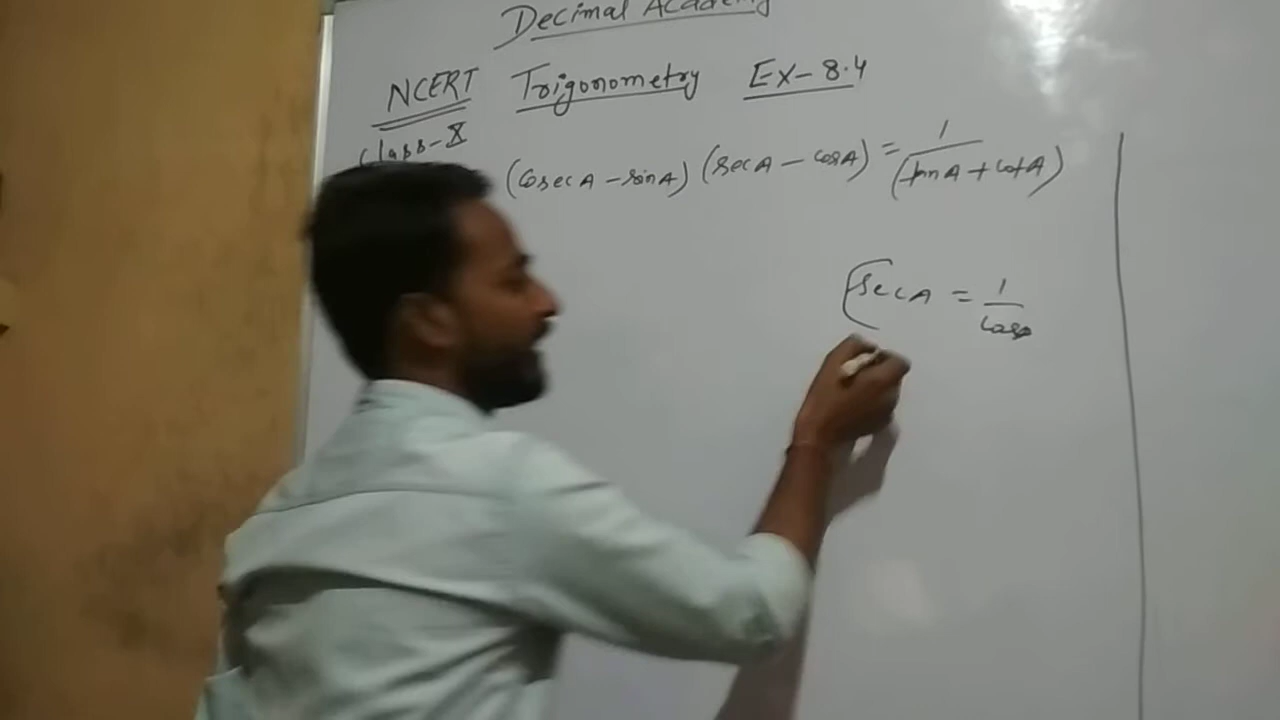 Decimal Academy
NCERT Trigonometry Ex-8.4
Class-X
(CosecA - sinA) (secA - cosA) = 1/(tanA + cotA)
secA = 1/cosA